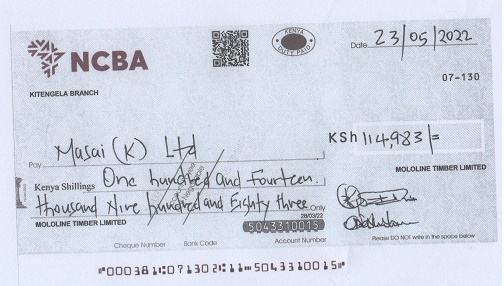 NCBA
KENYA
DUTY PAID
Date 23/05/2022
07-130
KITENGELA BRANCH
Pay Masai (K) Ltd
KSh 114,983/=
Kenya Shillings One hundred and Fourteen
thousand Nine hundred and Eighty three Only
MOLOLINE TIMBER LIMITED
MOLOLINE TIMBER LIMITED
28/03/22
5043310015
Cheque Number Bank Code Account Number
Please DO NOT write in the space below
"000381"07130211"5043310015"